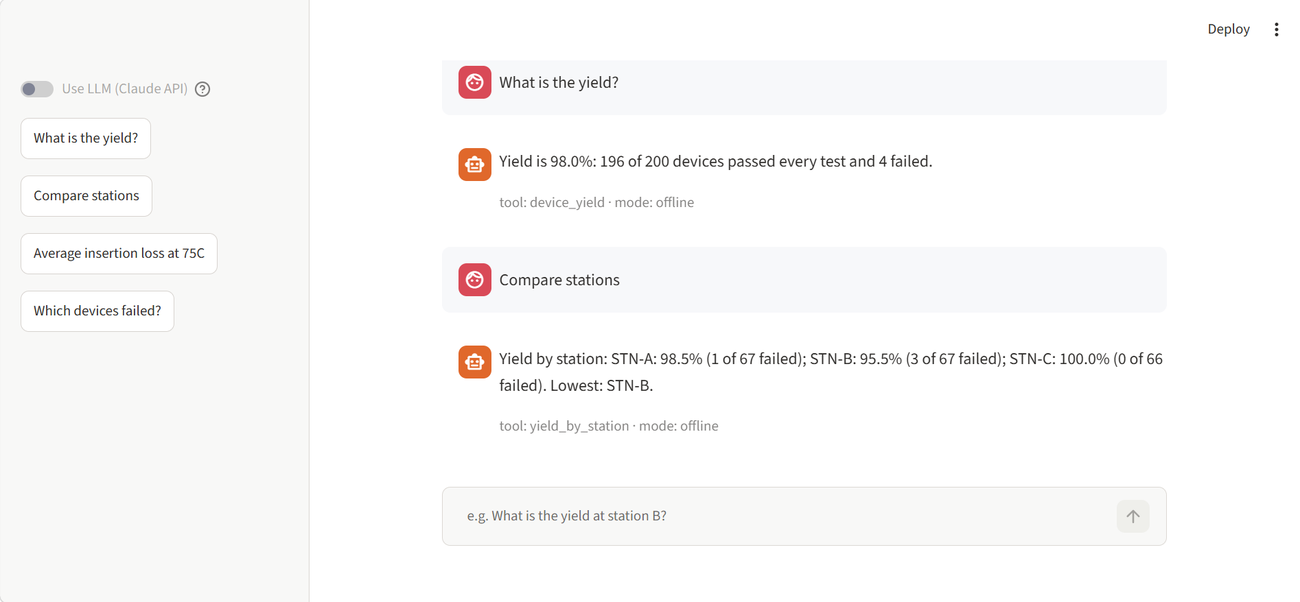 Deploy
Use LLM (Claude API)
What is the yield?
Compare stations
Average insertion loss at 75C
Which devices failed?
What is the yield?
Yield is 98.0%: 196 of 200 devices passed every test and 4 failed.
tool: device_yield · mode: offline
Compare stations
Yield by station: STN-A: 98.5% (1 of 67 failed); STN-B: 95.5% (3 of 67 failed); STN-C: 100.0% (0 of 66
failed). Lowest: STN-B.
tool: yield_by_station · mode: offline
e.g. What is the yield at station B?